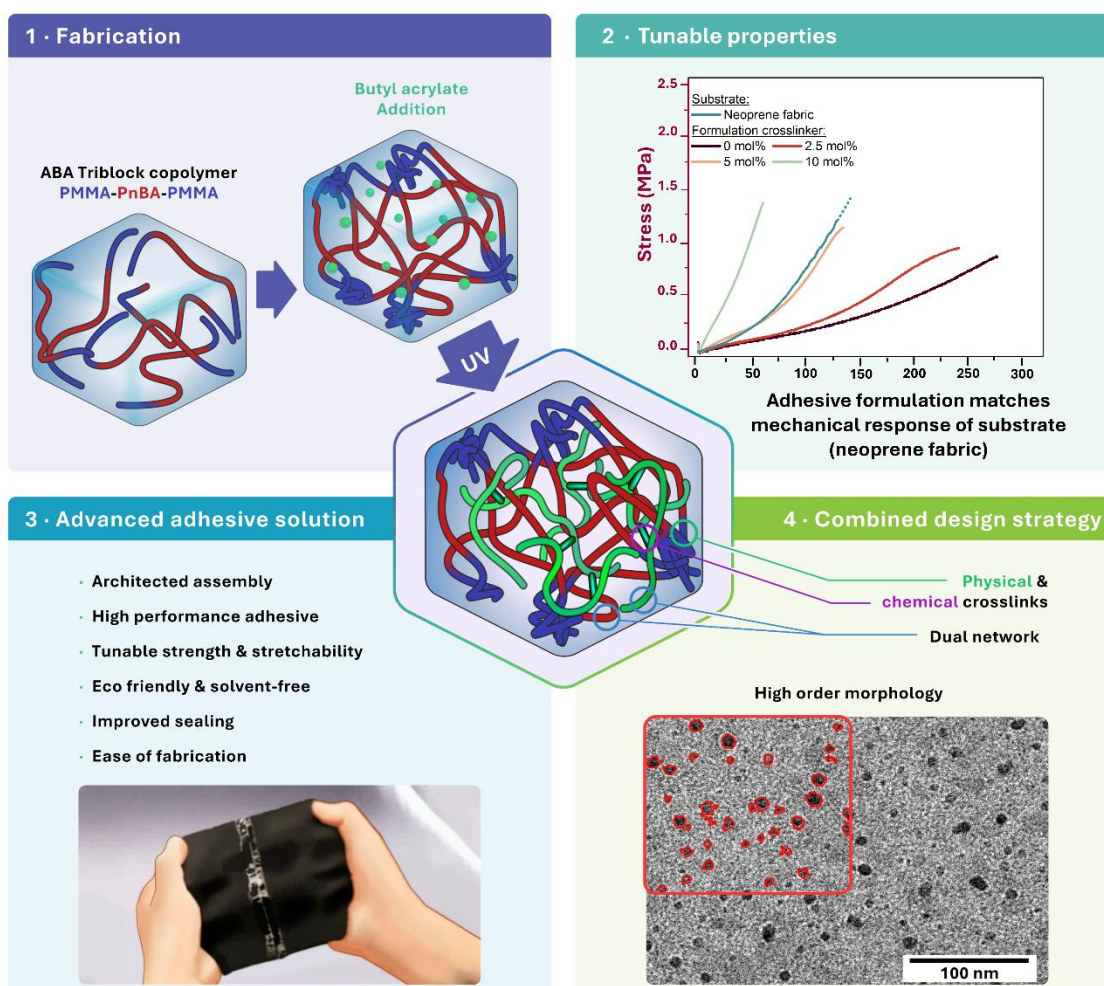 1 · Fabrication
Butyl acrylate
Addition
ABA Triblock copolymer
PMMA-PnBA-PMMA
UV
2 · Tunable properties
Substrate:
Neoprene fabric
Formulation crosslinker:
0 mol% 2.5 mol%
5 mol% 10 mol%
Stress (MPa)
2.5
2.0
1.5
1.0
0.5
0.0
0 50 100 150 200 250 300
Adhesive formulation matches
mechanical response of substrate
(neoprene fabric)
3 · Advanced adhesive solution
· Architected assembly
· High performance adhesive
· Tunable strength & stretchability
· Eco friendly & solvent-free
· Improved sealing
· Ease of fabrication
4 · Combined design strategy
Physical &
chemical crosslinks
Dual network
High order morphology
100 nm